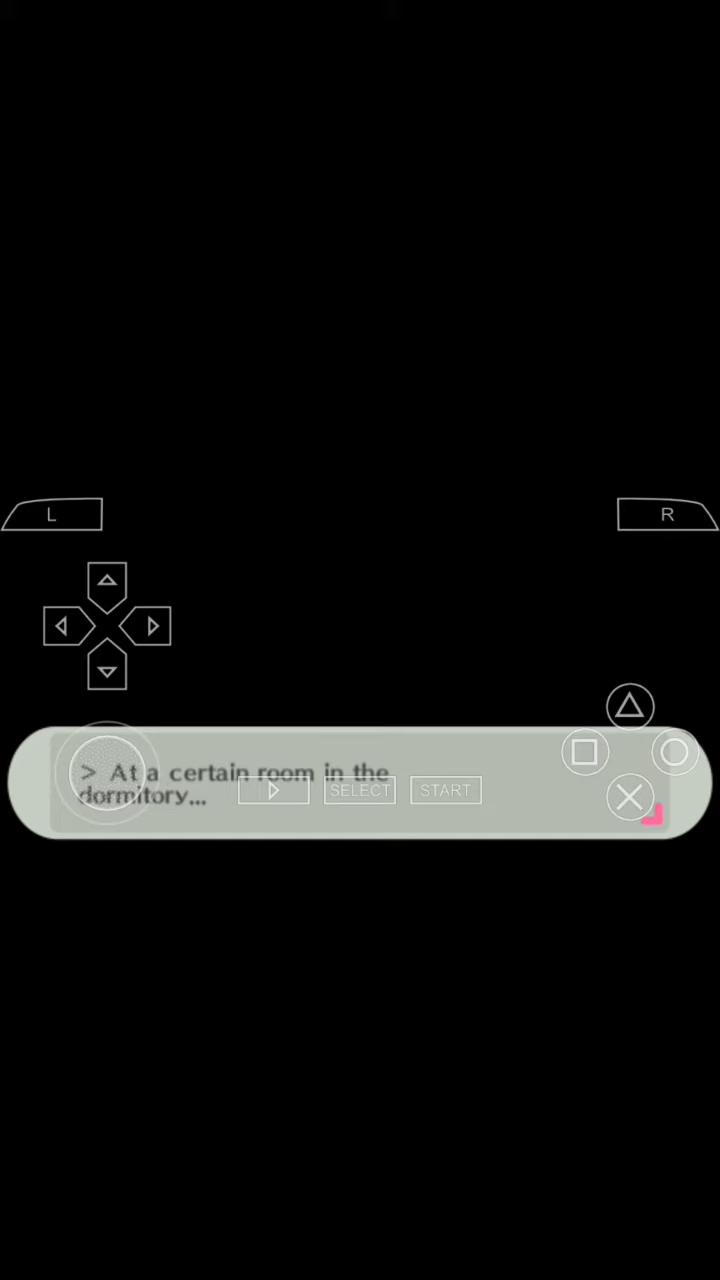 L
R
> At a certain room in the
dormitory...
SELECT
START